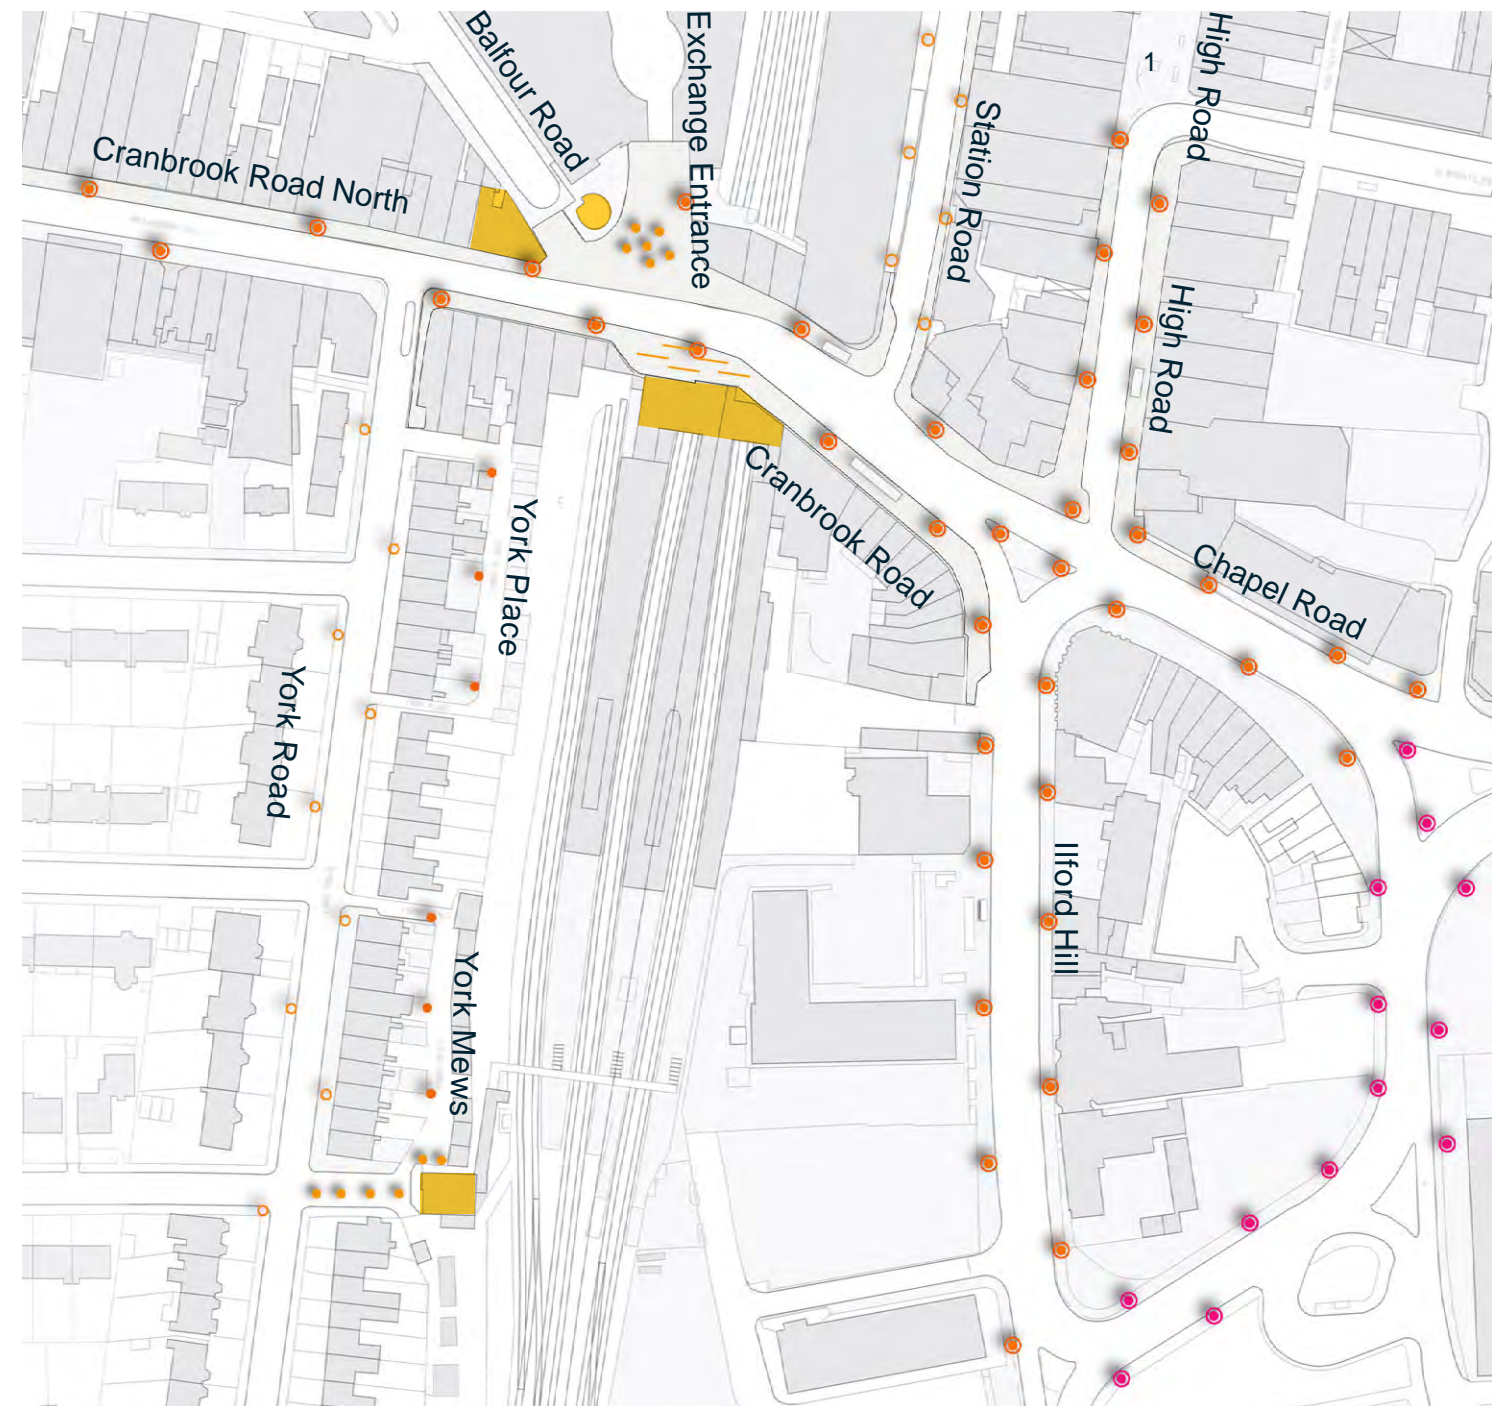 Balfour Road
Exchange Entrance
High Road
1
Cranbrook Road North
Station Road
High Road
Cranbrook Road
York Place
Chapel Road
York Road
Ilford Hill
York Mews